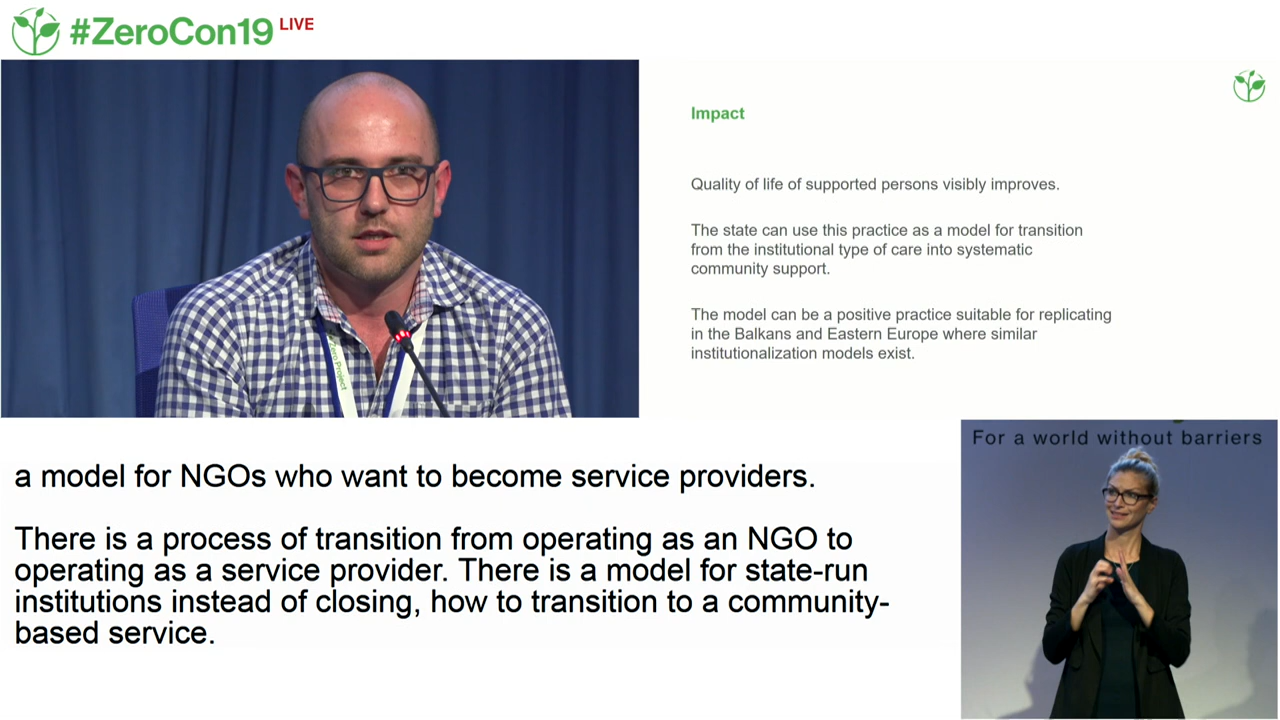 #ZeroCon19 LIVE
Impact
Quality of life of supported persons visibly improves.
The state can use this practice as a model for transition
from the institutional type of care into systematic
community support.
The model can be a positive practice suitable for replicating
in the Balkans and Eastern Europe where similar
institutionalization models exist.
Zero Project
a model for NGOs who want to become service providers.
There is a process of transition from operating as an NGO to
operating as a service provider. There is a model for state-run
institutions instead of closing, how to transition to a community-
based service.
For a world without barriers